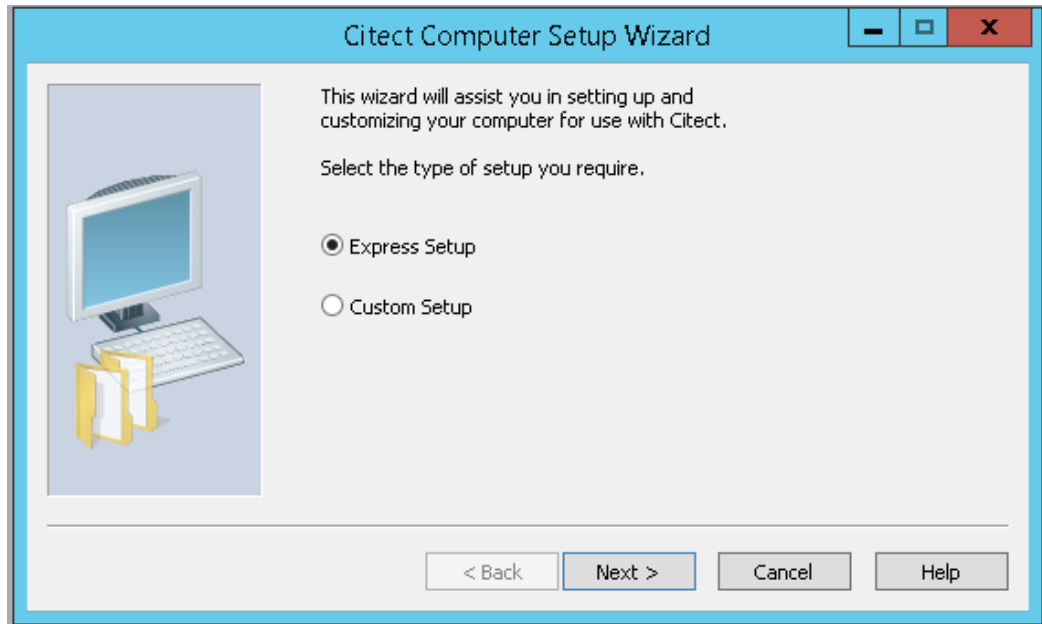 Citect Computer Setup Wizard
This wizard will assist you in setting up and
customizing your computer for use with Citect.
Select the type of setup you require.
Express Setup
Custom Setup
< Back
Next >
Cancel
Help